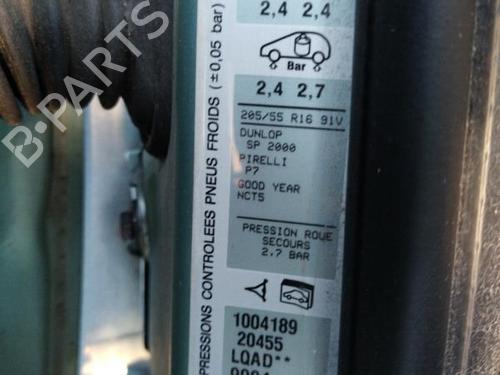 2,4 2,4
Bar
2,4 2,7
205/55 R16 91V
DUNLOP
SP 2000
PIRELLI
P7
GOOD YEAR
NCT5
PRESSION ROUE
SECOURS
2,7 BAR
1004189
20455
LQAD**
PRESSIONS CONTROLEES PNEUS FROIDS (±0,05 bar)
B-PARTS